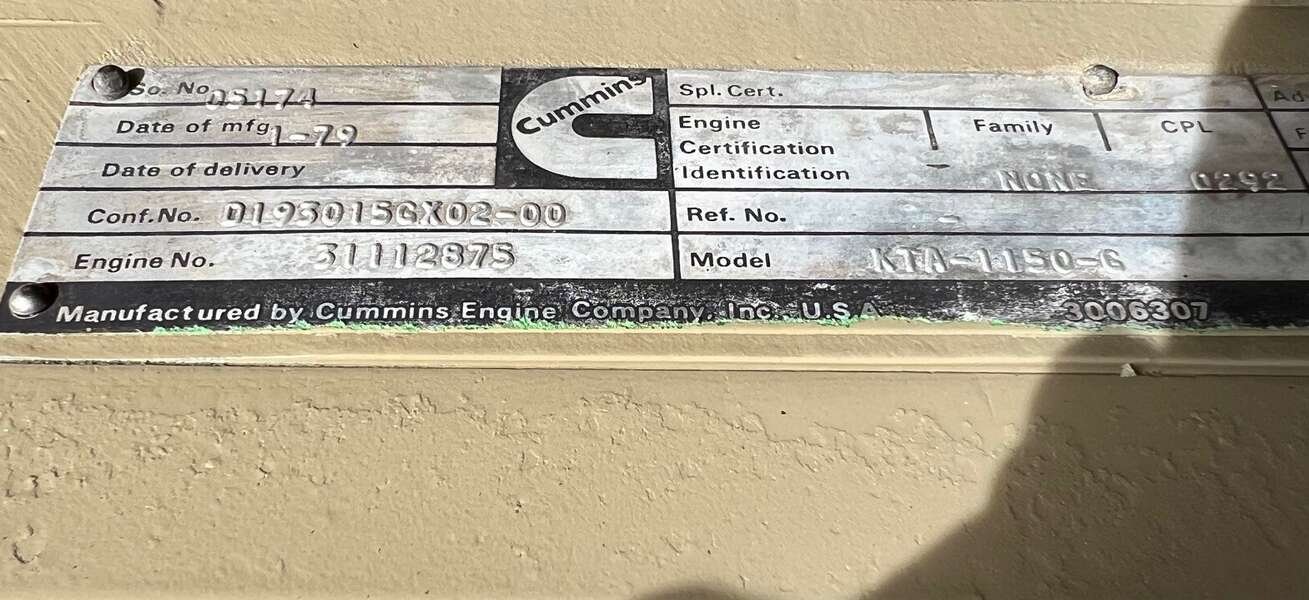 So. No. 05174
Date of mfg. 1-79
Date of delivery
Conf. No. D193015GX02-00
Engine No. 31112875
Cummins
Spl. Cert.
Engine Certification Identification
Family NONE
CPL 0292
Ref. No.
Model KTA-1150-G
Manufactured by Cummins Engine Company, Inc. U.S.A.
3006307